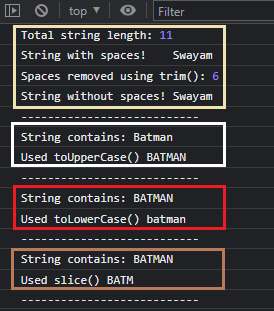 top
Filter
Total string length: 11
String with spaces!    Swayam
Spaces removed using trim(): 6
String without spaces! Swayam
---------------------------
String contains: Batman
Used toUpperCase() BATMAN
---------------------------
String contains: BATMAN
Used toLowerCase() batman
---------------------------
String contains: BATMAN
Used slice() BATM
---------------------------